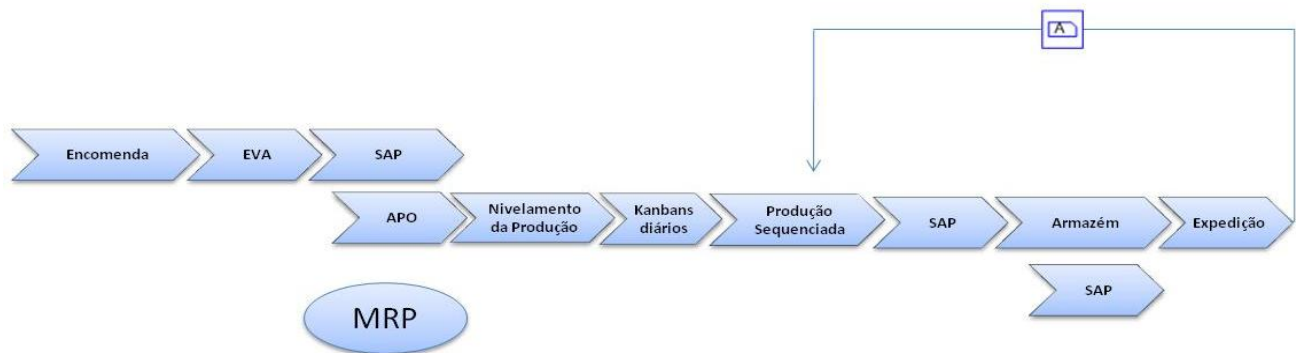 A
Encomenda
EVA
SAP
APO
Nivelamento
da Produção
Kanbans
diários
Produção
Sequenciada
SAP
Armazém
Expedição
SAP
MRP